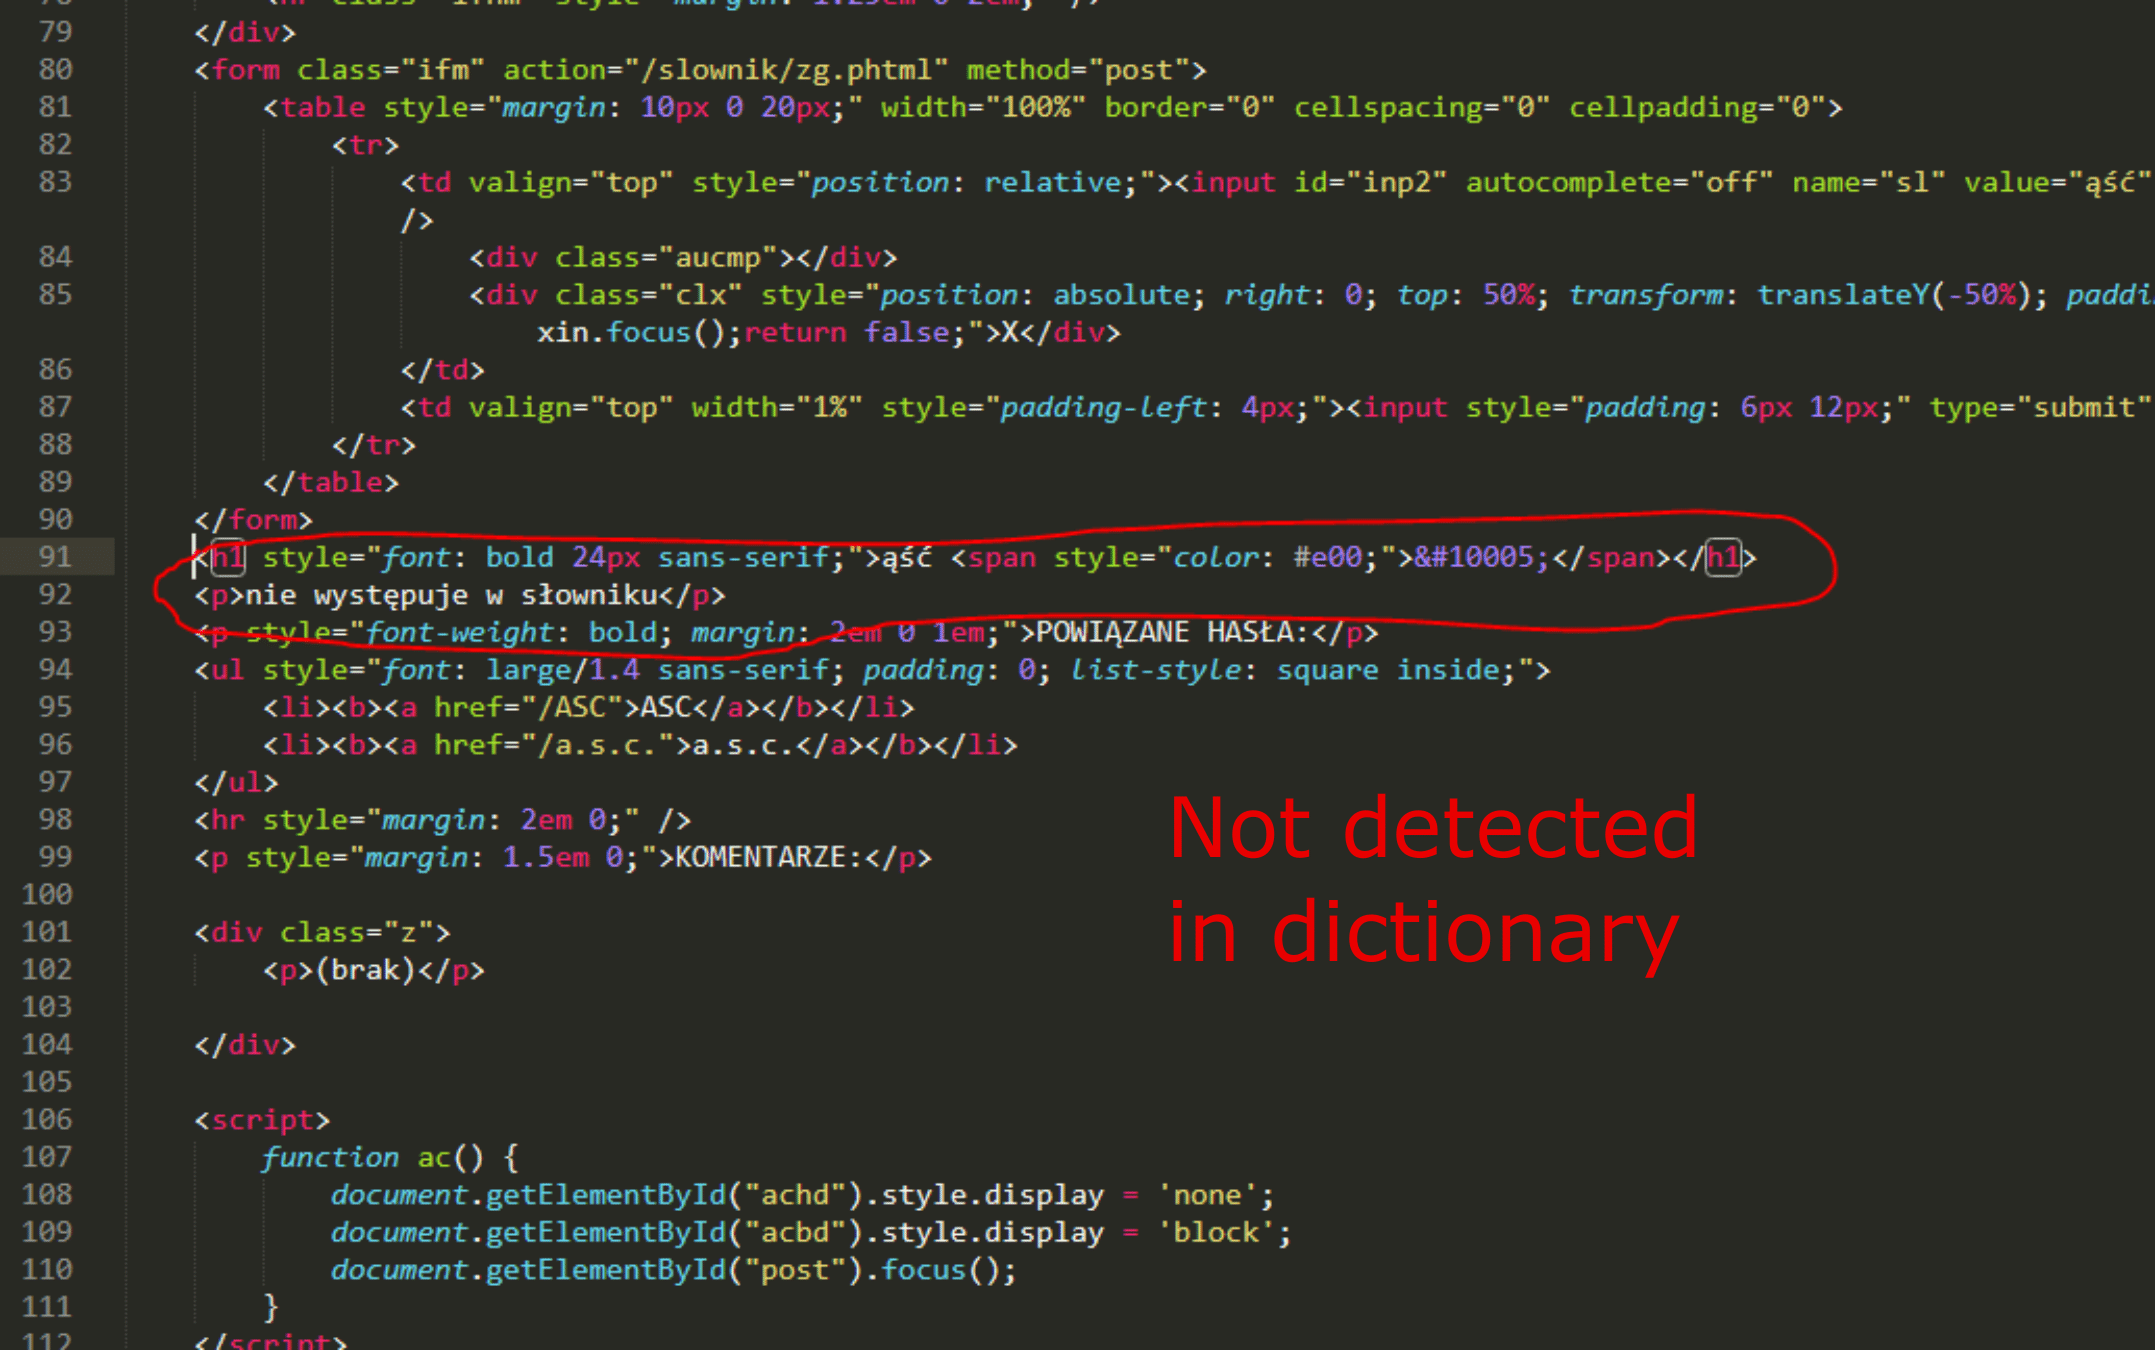 79 </div>
80 <form class="ifm" action="/slownik/zg.phtml" method="post">
81 <table style="margin: 10px 0 20px;" width="100%" border="0" cellspacing="0" cellpadding="0">
82 <tr>
83 <td valign="top" style="position: relative;"><input id="inp2" autocomplete="off" name="sl" value="ąść"
/>
84 <div class="aucmp"></div>
85 <div class="clx" style="position: absolute; right: 0; top: 50%; transform: translateY(-50%); paddi
xin.focus();return false;">X</div>
86 </td>
87 <td valign="top" width="1%" style="padding-left: 4px;"><input style="padding: 6px 12px;" type="submit"
88 </tr>
89 </table>
90 </form>
91 <h1 style="font: bold 24px sans-serif;">ąść <span style="color: #e00;">&#10005;</span></h1>
92 <p>nie występuje w słowniku</p>
93 <p style="font-weight: bold; margin: 2em 0 1em;">POWIĄZANE HASŁA:</p>
94 <ul style="font: large/1.4 sans-serif; padding: 0; list-style: square inside;">
95 <li><b><a href="/ASC">ASC</a></b></li>
96 <li><b><a href="/a.s.c.">a.s.c.</a></b></li>
97 </ul>
98 <hr style="margin: 2em 0;" />
99 <p style="margin: 1.5em 0;">KOMENTARZE:</p>
100
101 <div class="z">
102 <p>(brak)</p>
103
104 </div>
105
106 <script>
107 function ac() {
108 document.getElementById("achd").style.display = 'none';
109 document.getElementById("acbd").style.display = 'block';
110 document.getElementById("post").focus();
111 }
112 </script>
Not detected
in dictionary